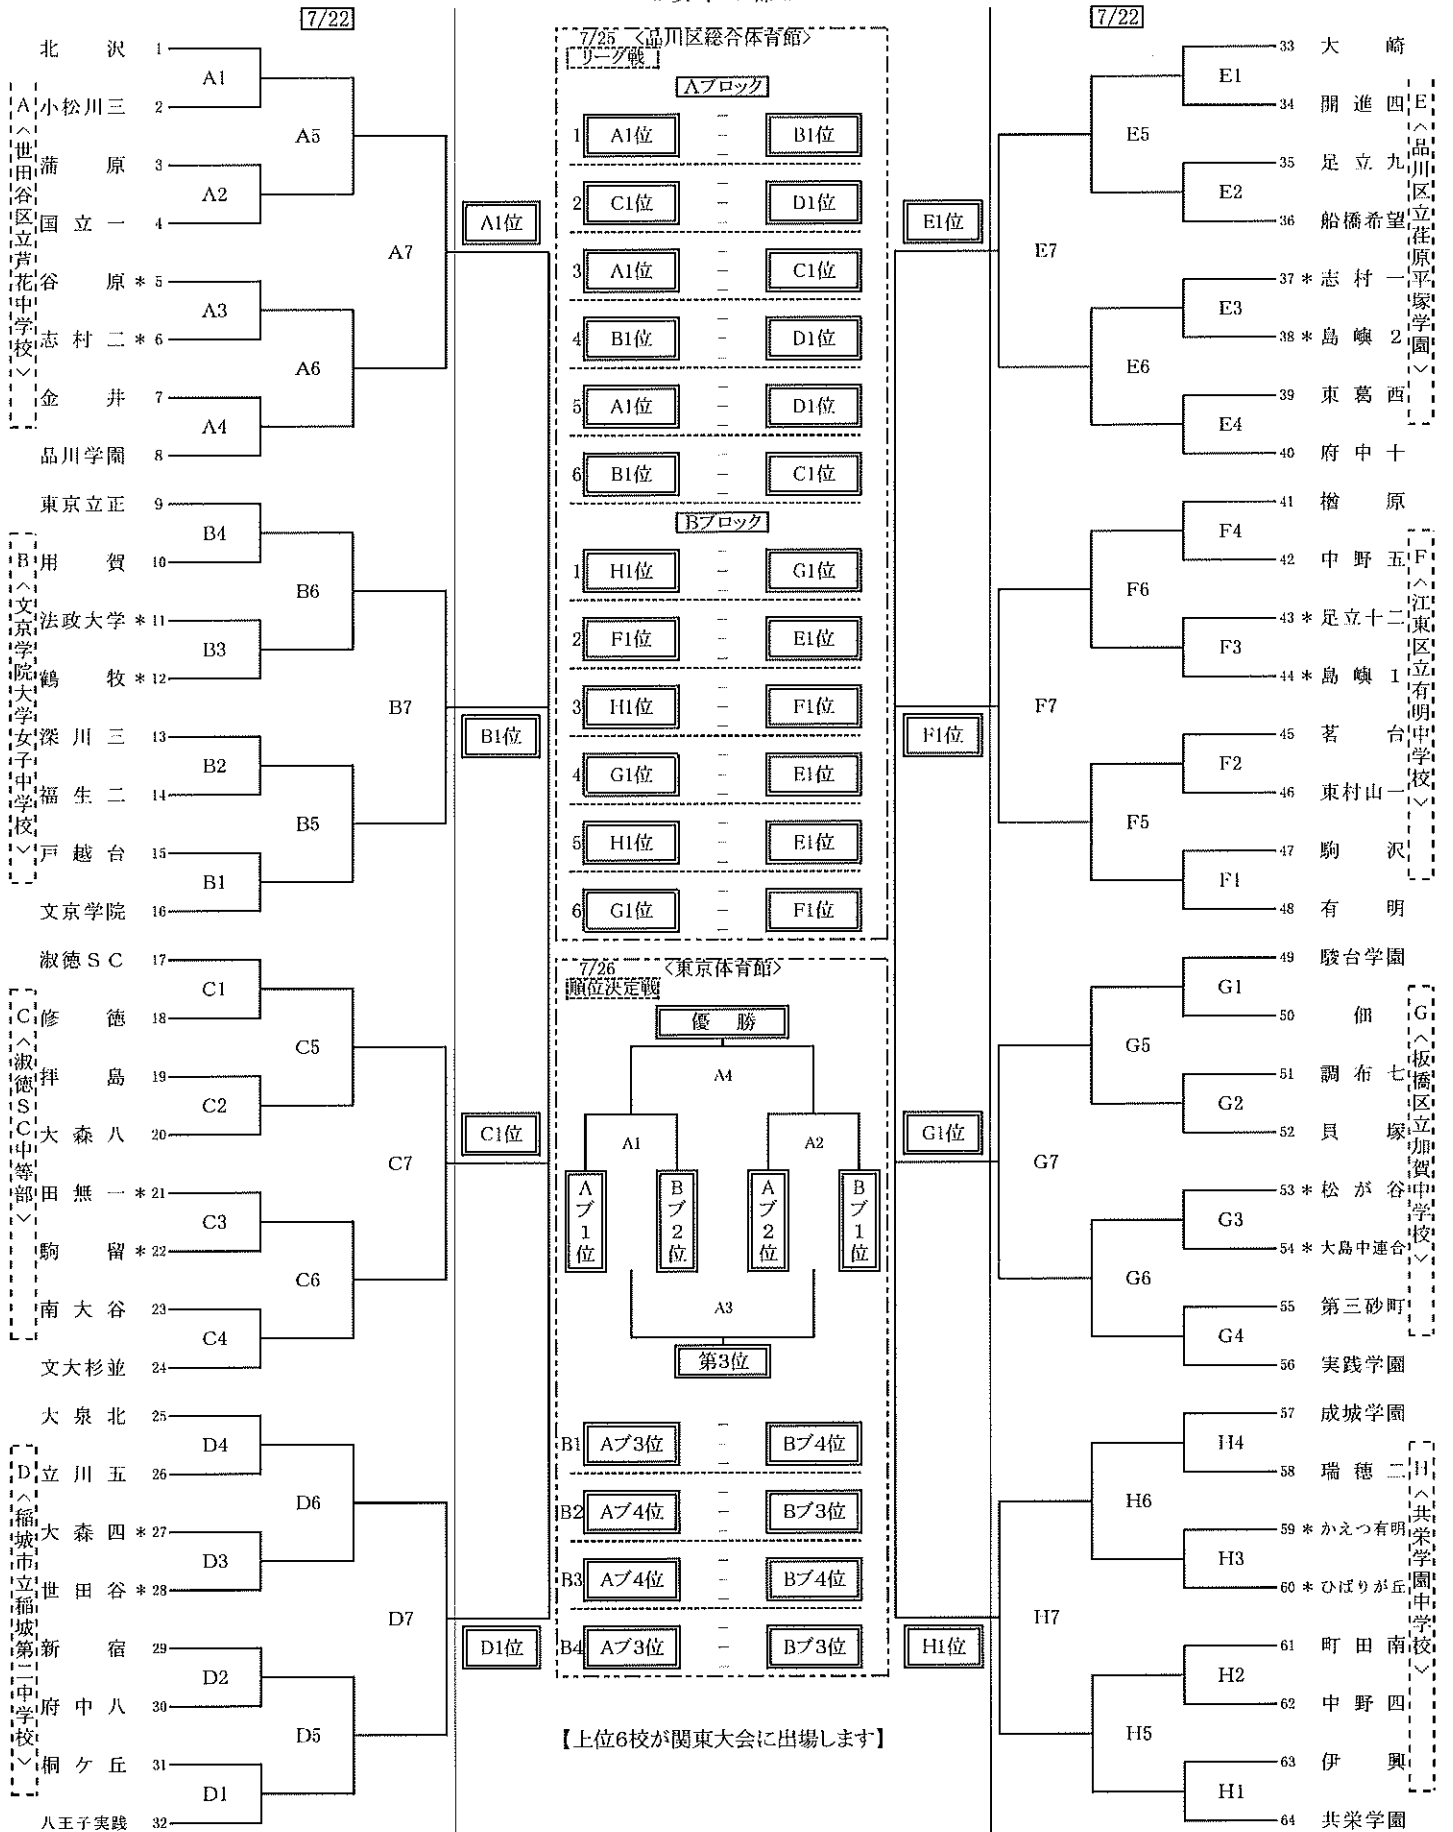 7/22
A<世田谷区立芦花中学校>
北沢 1
小松川三 2
蒲原 3
国立一 4
谷原 * 5
志村二 * 6
金井 7
品川学園 8
A1
A2
A3
A4
A5
A6
A7
A1位
B<文京学院大学女子中学校>
東京立正 9
用賀 10
法政大学 * 11
鶴牧 * 12
深川三 13
福生二 14
戸越台 15
文京学院 16
B4
B3
B2
B1
B6
B5
B7
B1位
C<淑徳SC中等部>
淑徳SC 17
修徳 18
拝島 19
大森八 20
田無一 * 21
駒留 * 22
南大谷 23
文大杉並 24
C1
C2
C3
C4
C5
C6
C7
C1位
D<稲城市立稲城第二中学校>
大泉北 25
立川五 26
大森四 * 27
世田谷 * 28
新宿 29
府中八 30
桐ケ丘 31
八王子実践 32
D4
D3
D2
D1
D6
D5
D7
D1位
7/25 <品川区総合体育館>
リーグ戦
Aブロック
1 A1位 - B1位
2 C1位 - D1位
3 A1位 - C1位
4 B1位 - D1位
5 A1位 - D1位
6 B1位 - C1位
Bブロック
1 H1位 - G1位
2 F1位 - E1位
3 H1位 - F1位
4 G1位 - E1位
5 H1位 - E1位
6 G1位 - F1位
7/26 <東京体育館>
順位決定戦
優勝
A4
A1
A2
Aブ1位
Bブ2位
Aブ2位
Bブ1位
A3
第3位
B1 Aブ3位 - Bブ4位
B2 Aブ4位 - Bブ3位
B3 Aブ4位 - Bブ4位
B4 Aブ3位 - Bブ3位
【上位6校が関東大会に出場します】
7/22
E<品川区立荏原平塚学園>
33 大崎
34 開進四
35 足立九
36 船橋希望
37 * 志村一
38 * 島嶼2
39 東葛西
40 府中十
E1
E2
E3
E4
E5
E6
E7
E1位
F<江東区立有明中学校>
41 楢原
42 中野五
43 * 足立十二
44 * 島嶼1
45 茗台
46 東村山一
47 駒沢
48 有明
F4
F3
F2
F1
F6
F5
F7
F1位
G<板橋区立加賀中学校>
49 駿台学園
50 佃
51 調布七
52 貝塚
53 * 松が谷
54 * 大島中連合
55 第三砂町
56 実践学園
G1
G2
G3
G4
G5
G6
G7
G1位
H<共栄学園中学校>
57 成城学園
58 瑞穂二
59 * かえつ有明
60 * ひばりが丘
61 町田南
62 中野四
63 伊興
64 共栄学園
H4
H3
H2
H1
H6
H5
H7
H1位